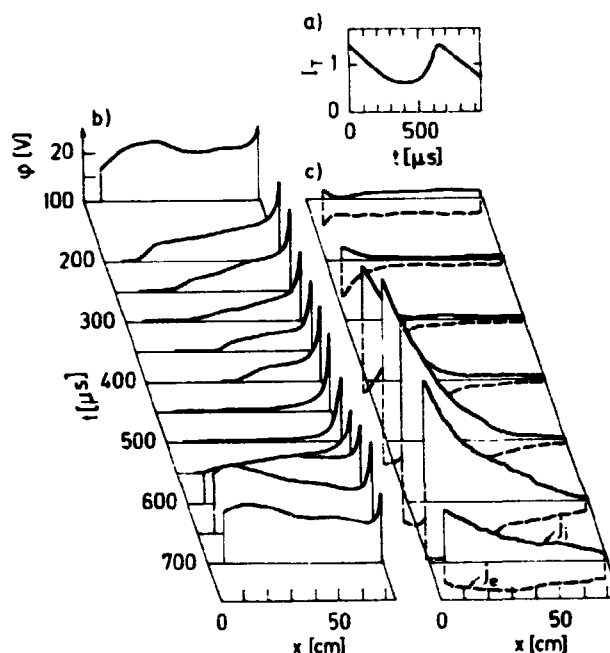 a)
I_T
1
0
0 500
t [μs]
b)
φ [V]
20
100
200
300
400
500
600
700
t [μs]
0 50
x [cm]
c)
j_i
j_e
0 50
x [cm]